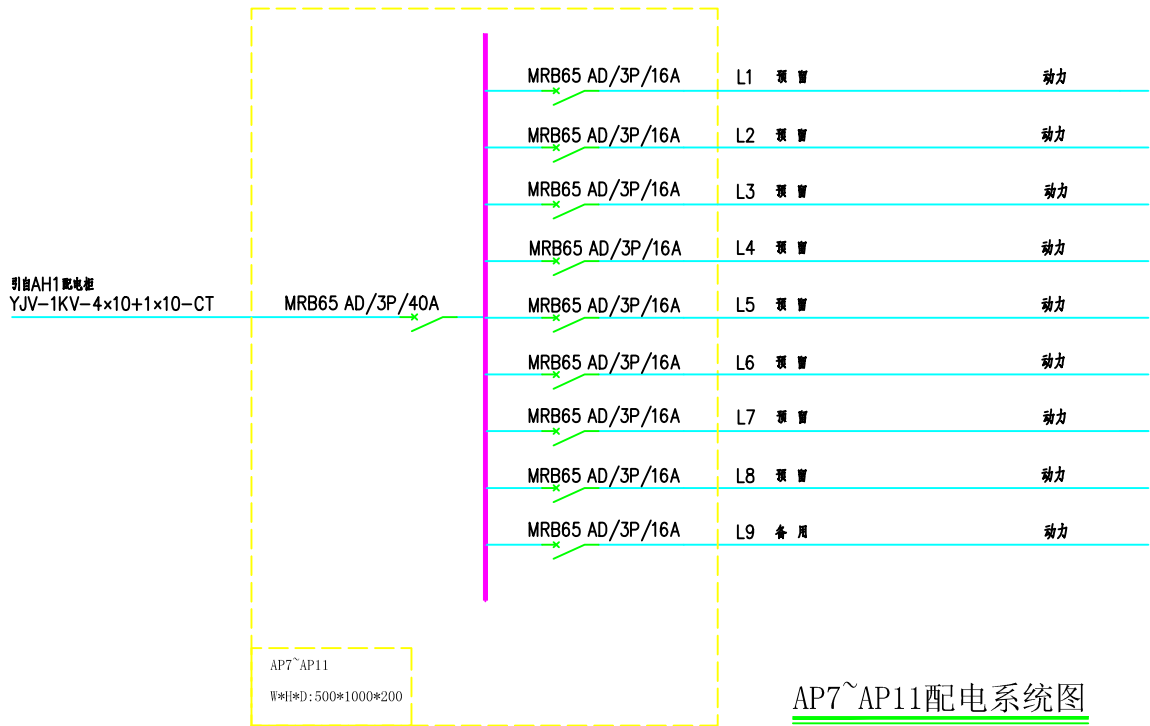 MRB65 AD/3P/16A L1 预 留 动力
MRB65 AD/3P/16A L2 预 留 动力
MRB65 AD/3P/16A L3 预 留 动力
MRB65 AD/3P/16A L4 预 留 动力
引自AH1配电柜
YJV-1KV-4×10+1×10-CT MRB65 AD/3P/40A
MRB65 AD/3P/16A L5 预 留 动力
MRB65 AD/3P/16A L6 预 留 动力
MRB65 AD/3P/16A L7 预 留 动力
MRB65 AD/3P/16A L8 预 留 动力
MRB65 AD/3P/16A L9 备 用 动力
AP7~AP11
W*H*D:500*1000*200
AP7~AP11配电系统图